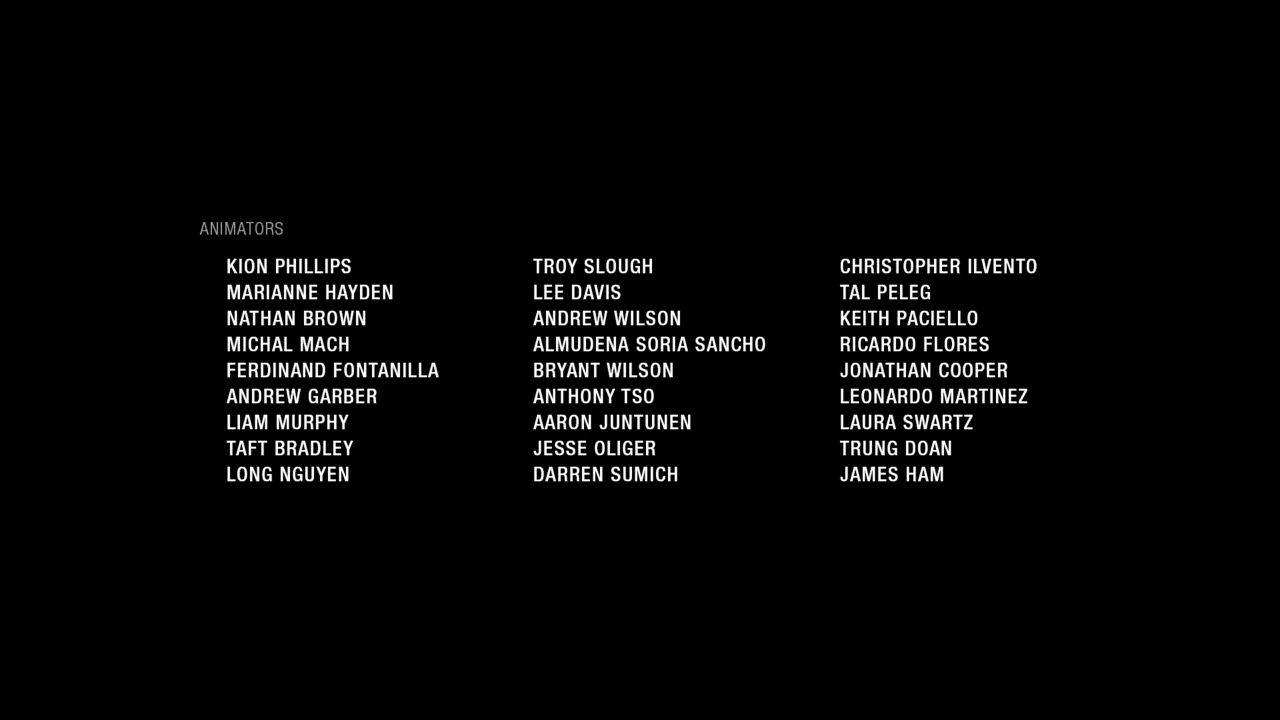 ANIMATORS
KION PHILLIPS
MARIANNE HAYDEN
NATHAN BROWN
MICHAL MACH
FERDINAND FONTANILLA
ANDREW GARBER
LIAM MURPHY
TAFT BRADLEY
LONG NGUYEN
TROY SLOUGH
LEE DAVIS
ANDREW WILSON
ALMUDENA SORIA SANCHO
BRYANT WILSON
ANTHONY TSO
AARON JUNTUNEN
JESSE OLIGER
DARREN SUMICH
CHRISTOPHER ILVENTO
TAL PELEG
KEITH PACIELLO
RICARDO FLORES
JONATHAN COOPER
LEONARDO MARTINEZ
LAURA SWARTZ
TRUNG DOAN
JAMES HAM